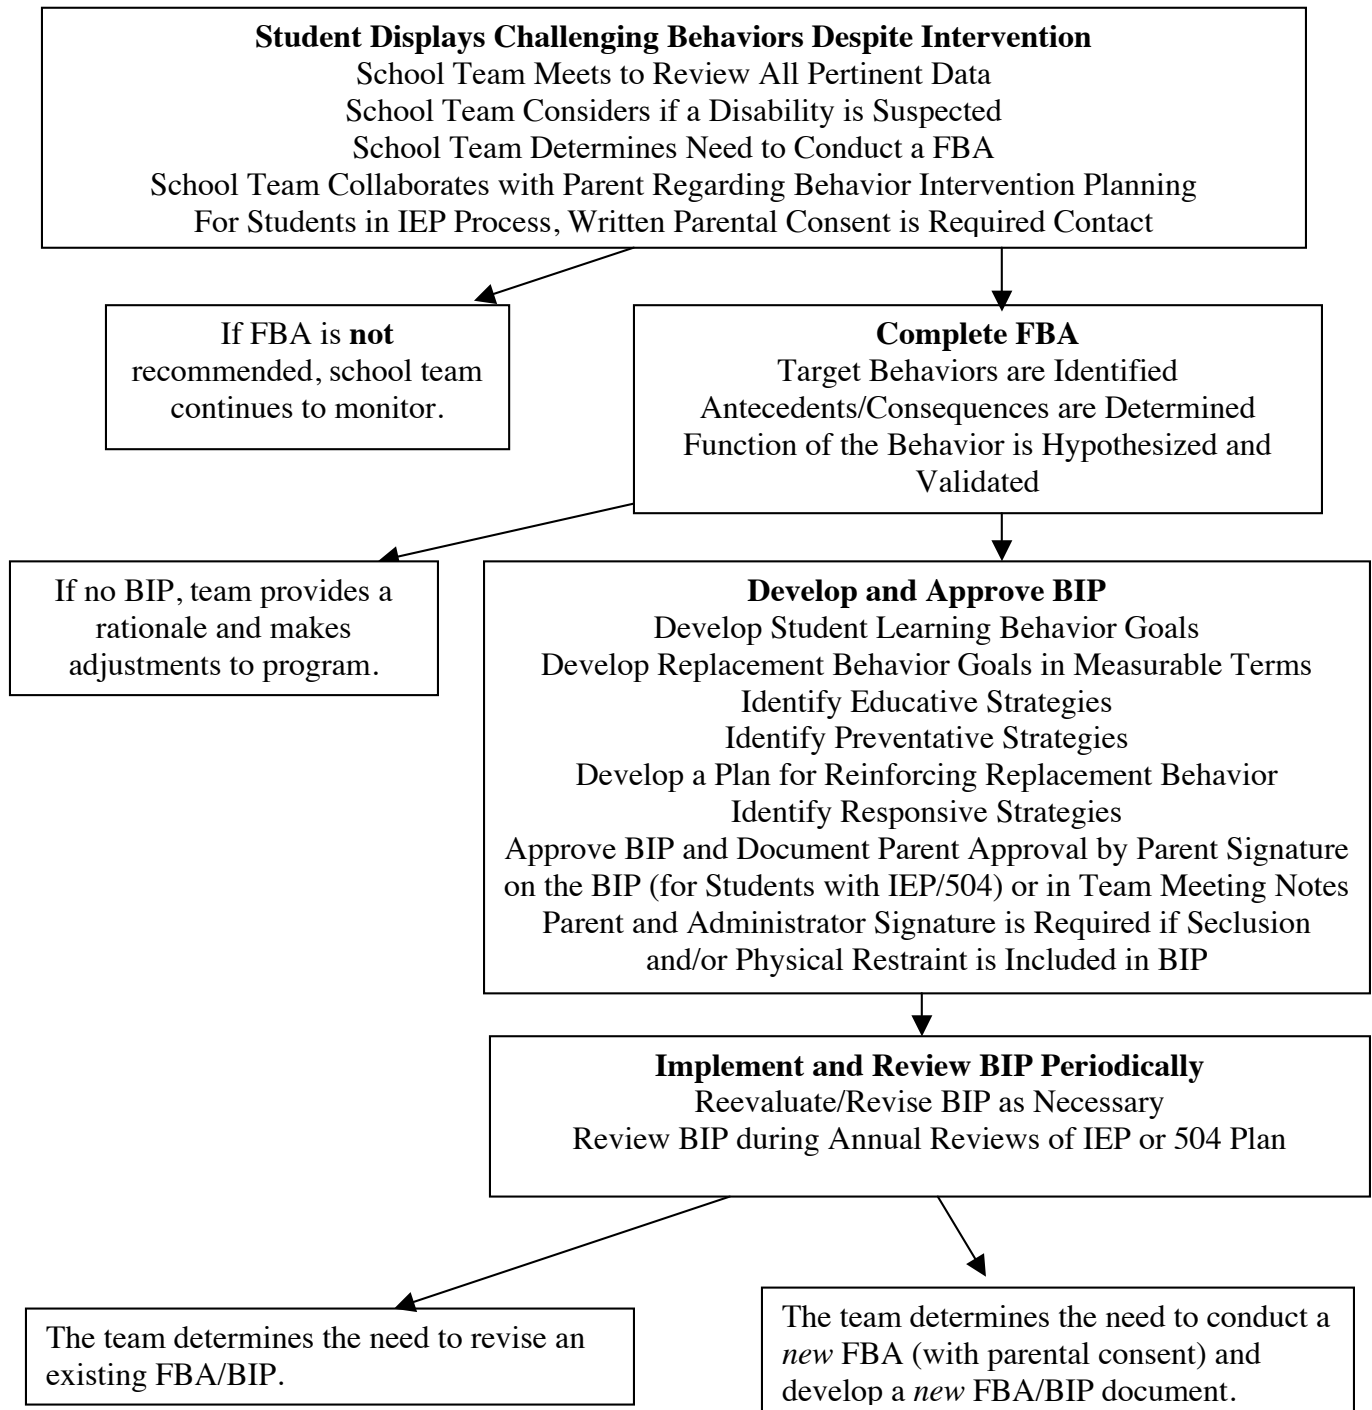 Student Displays Challenging Behaviors Despite Intervention
School Team Meets to Review All Pertinent Data
School Team Considers if a Disability is Suspected
School Team Determines Need to Conduct a FBA
School Team Collaborates with Parent Regarding Behavior Intervention Planning
For Students in IEP Process, Written Parental Consent is Required Contact
If FBA is not
recommended, school team
continues to monitor.
Complete FBA
Target Behaviors are Identified
Antecedents/Consequences are Determined
Function of the Behavior is Hypothesized and
Validated
If no BIP, team provides a
rationale and makes
adjustments to program.
Develop and Approve BIP
Develop Student Learning Behavior Goals
Develop Replacement Behavior Goals in Measurable Terms
Identify Educative Strategies
Identify Preventative Strategies
Develop a Plan for Reinforcing Replacement Behavior
Identify Responsive Strategies
Approve BIP and Document Parent Approval by Parent Signature
on the BIP (for Students with IEP/504) or in Team Meeting Notes
Parent and Administrator Signature is Required if Seclusion
and/or Physical Restraint is Included in BIP
Implement and Review BIP Periodically
Reevaluate/Revise BIP as Necessary
Review BIP during Annual Reviews of IEP or 504 Plan
The team determines the need to revise an
existing FBA/BIP.
The team determines the need to conduct a
new FBA (with parental consent) and
develop a new FBA/BIP document.